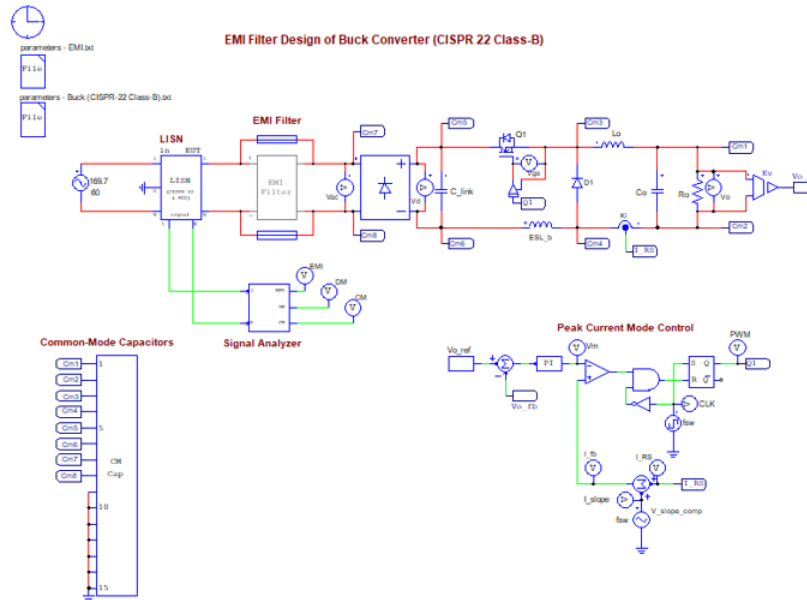 EMI Filter Design of Buck Converter (CISPR 22 Class-B)
parameters - EMI.txt
File
parameters - Buck (CISPR-22 Class-B).txt
File
LISN
in EUT
LISN
input
169.7
60
EMI Filter
EMI
Filter
Vac
Cm7
Cm8
Vd
C_link
Cm5
Cm6
Q1
Vgs
Q1
ESL_b
D1
Cm3
Cm4
Lo
Ki
I_RS
Co
Cm1
Cm2
Ro
Vo
Kv
Vo_
EMI
DM
CM
Signal Analyzer
Common-Mode Capacitors
Cm1
Cm2
Cm3
Cm4
Cm5
Cm6
Cm7
Cm8
1
5
CM
Cap
10
15
Peak Current Mode Control
Vo_ref
Vo_fb
PI
Vm
S Q
R Q
PWM
Q1
CLK
fsw
I_fb
I_RS
I_RS
I_slope
fsw
V_slope_comp